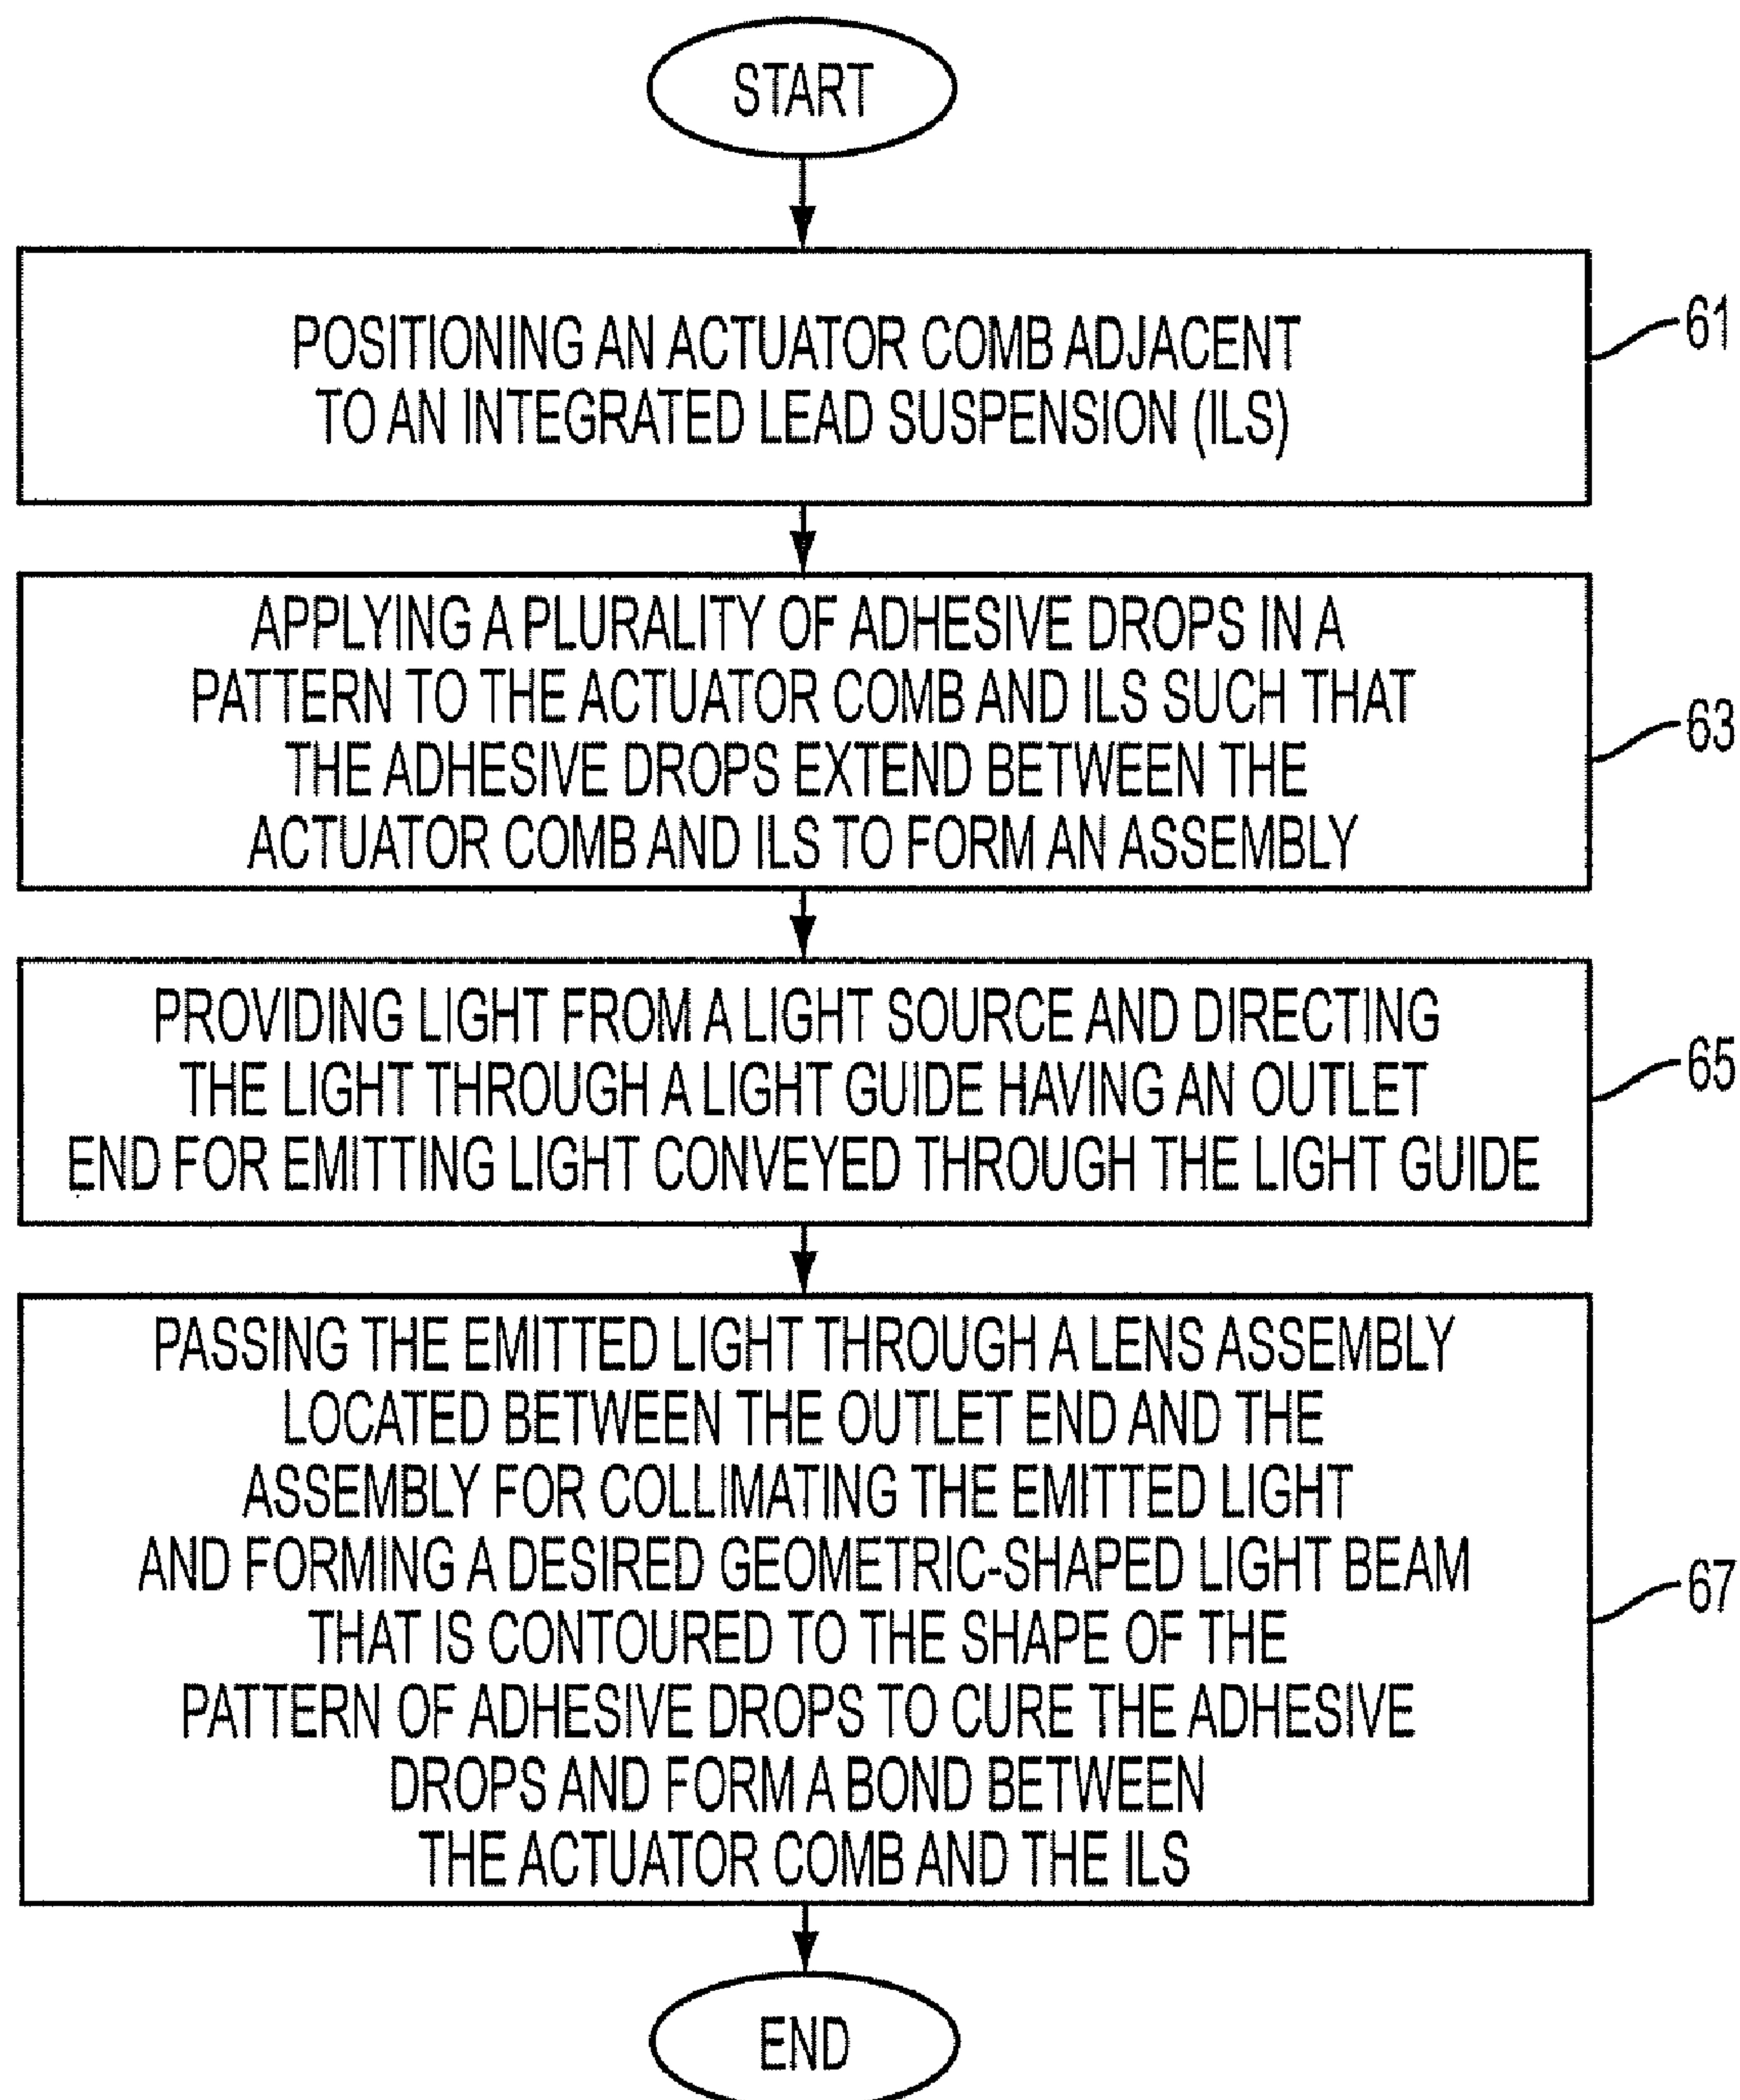 START
POSITIONING AN ACTUATOR COMB ADJACENT
TO AN INTEGRATED LEAD SUSPENSION (ILS)
61
APPLYING A PLURALITY OF ADHESIVE DROPS IN A
PATTERN TO THE ACTUATOR COMB AND ILS SUCH THAT
THE ADHESIVE DROPS EXTEND BETWEEN THE
ACTUATOR COMB AND ILS TO FORM AN ASSEMBLY
63
PROVIDING LIGHT FROM A LIGHT SOURCE AND DIRECTING
THE LIGHT THROUGH A LIGHT GUIDE HAVING AN OUTLET
END FOR EMITTING LIGHT CONVEYED THROUGH THE LIGHT GUIDE
65
PASSING THE EMITTED LIGHT THROUGH A LENS ASSEMBLY
LOCATED BETWEEN THE OUTLET END AND THE
ASSEMBLY FOR COLLIMATING THE EMITTED LIGHT
AND FORMING A DESIRED GEOMETRIC-SHAPED LIGHT BEAM
THAT IS CONTOURED TO THE SHAPE OF THE
PATTERN OF ADHESIVE DROPS TO CURE THE ADHESIVE
DROPS AND FORM A BOND BETWEEN
THE ACTUATOR COMB AND THE ILS
67
END